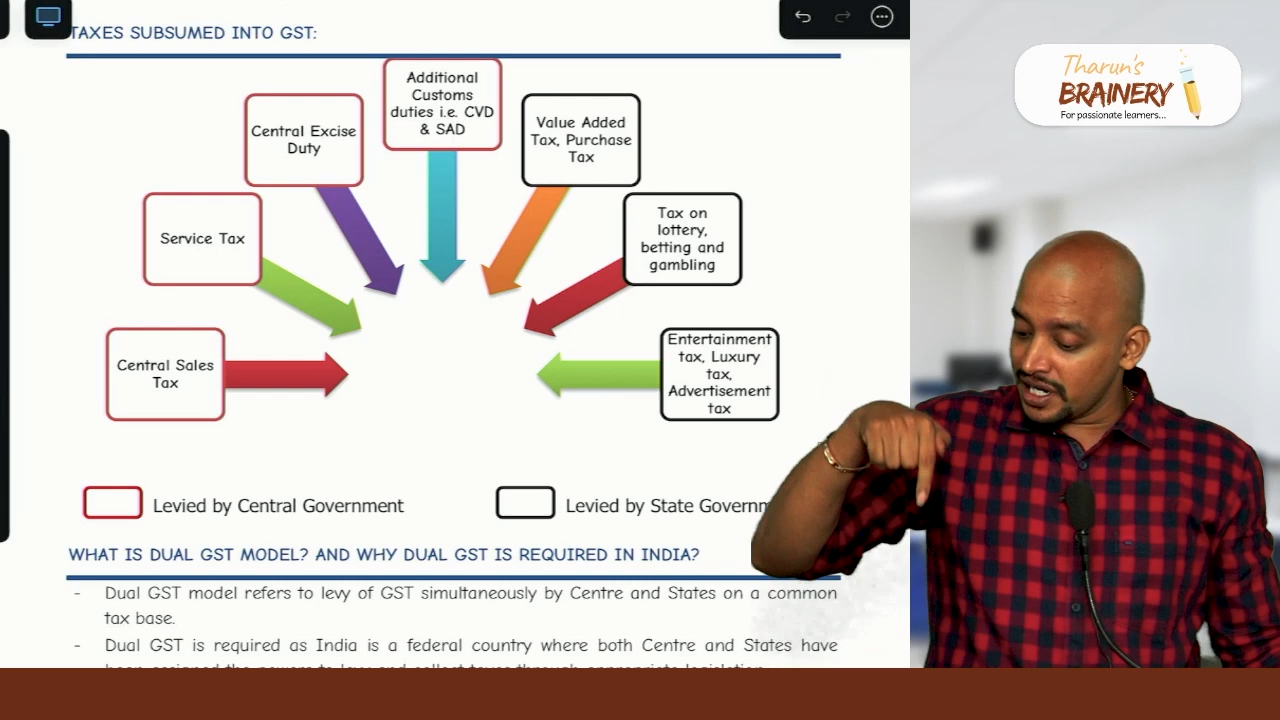 TAXES SUBSUMED INTO GST:
Additional
Customs
duties i.e. CVD
& SAD
Central Excise
Duty
Value Added
Tax, Purchase
Tax
Service Tax
Tax on
lottery,
betting and
gambling
Central Sales
Tax
Entertainment
tax, Luxury
tax,
Advertisement
tax
Levied by Central Government
Levied by State
WHAT IS DUAL GST MODEL? AND WHY DUAL GST IS REQUIRED IN INDIA?
- Dual GST model refers to levy of GST simultaneously by Centre and States on a common
tax base.
- Dual GST is required as India is a federal country where both Centre and States have
Tharun's
BRAINERY
For passionate learners...